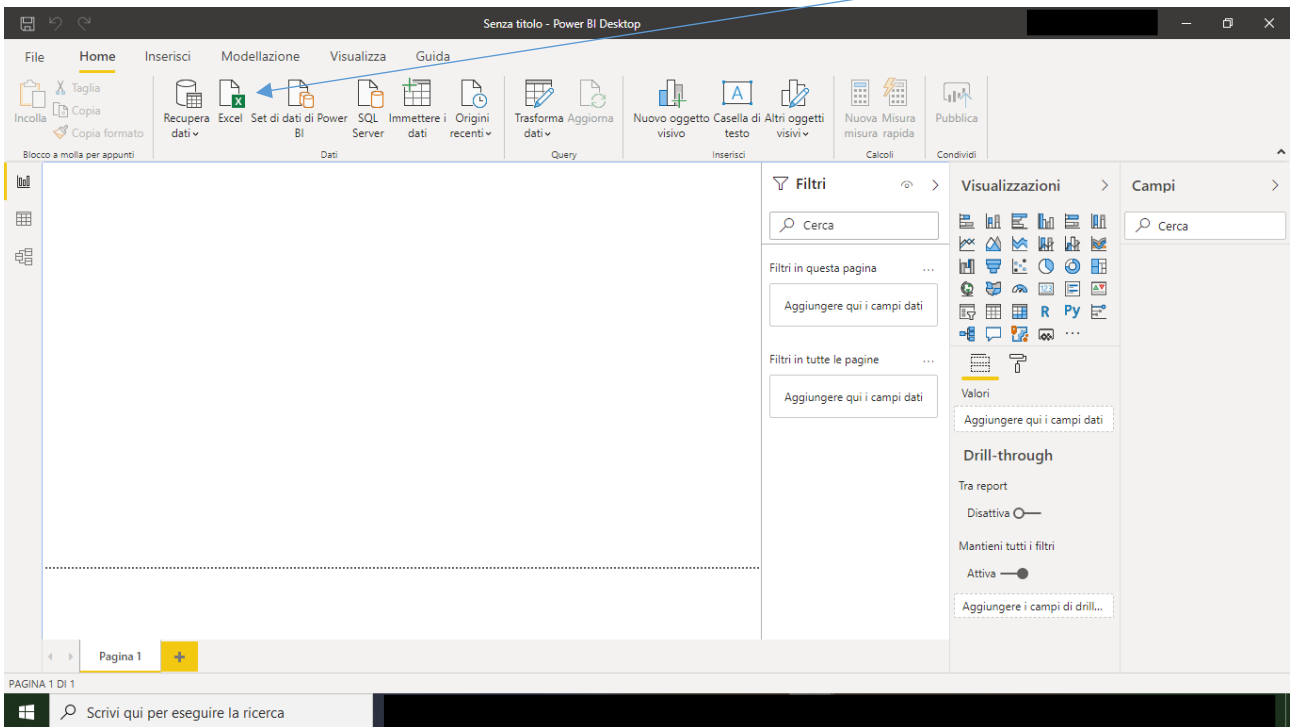 Senza titolo - Power BI Desktop
File Home Inserisci Modellazione Visualizza Guida
Incolla
Taglia
Copia
Copia formato
Blocco a molla per appunti
Recupera dati
Excel
Set di dati di Power BI
SQL Server
Immettere i dati
Origini recenti
Dati
Trasforma dati
Aggiorna
Query
Nuovo oggetto visivo
A
Casella di testo
Altri oggetti visivi
Inserisci
Nuova misura
Misura rapida
Calcoli
Pubblica
Condividi
Filtri
Cerca
Filtri in questa pagina ...
Aggiungere qui i campi dati
Filtri in tutte le pagine ...
Aggiungere qui i campi dati
Visualizzazioni
123
R Py
...
Valori
Aggiungere qui i campi dati
Drill-through
Tra report
Disattiva
Mantieni tutti i filtri
Attiva
Aggiungere i campi di drill...
Campi
Cerca
Pagina 1 +
PAGINA 1 DI 1
Scrivi qui per eseguire la ricerca